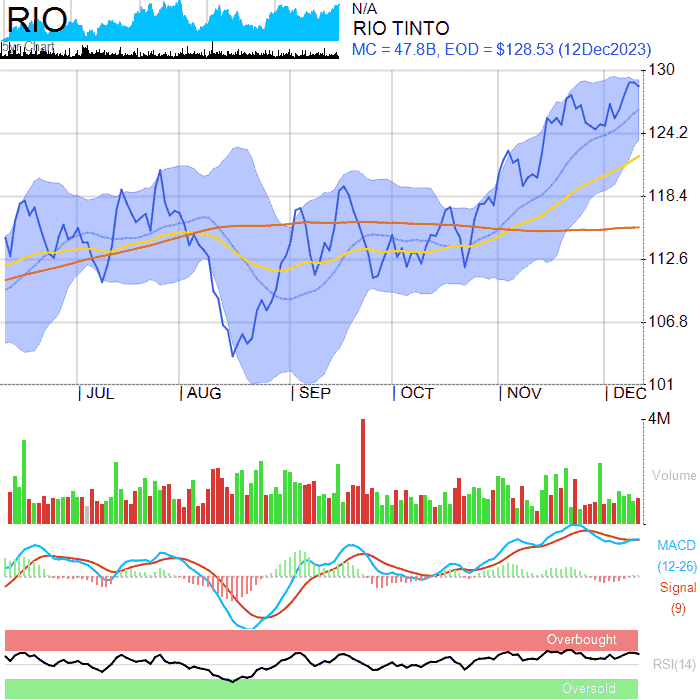 RIO
N/A
RIO TINTO
MC = 47.8B, EOD = $128.53 (12Dec2023)
130
124.2
118.4
112.6
106.8
101
JUL AUG SEP OCT NOV DEC
4M
Volume
MACD
(12-26)
Signal
(9)
Overbought
RSI(14)
Oversold